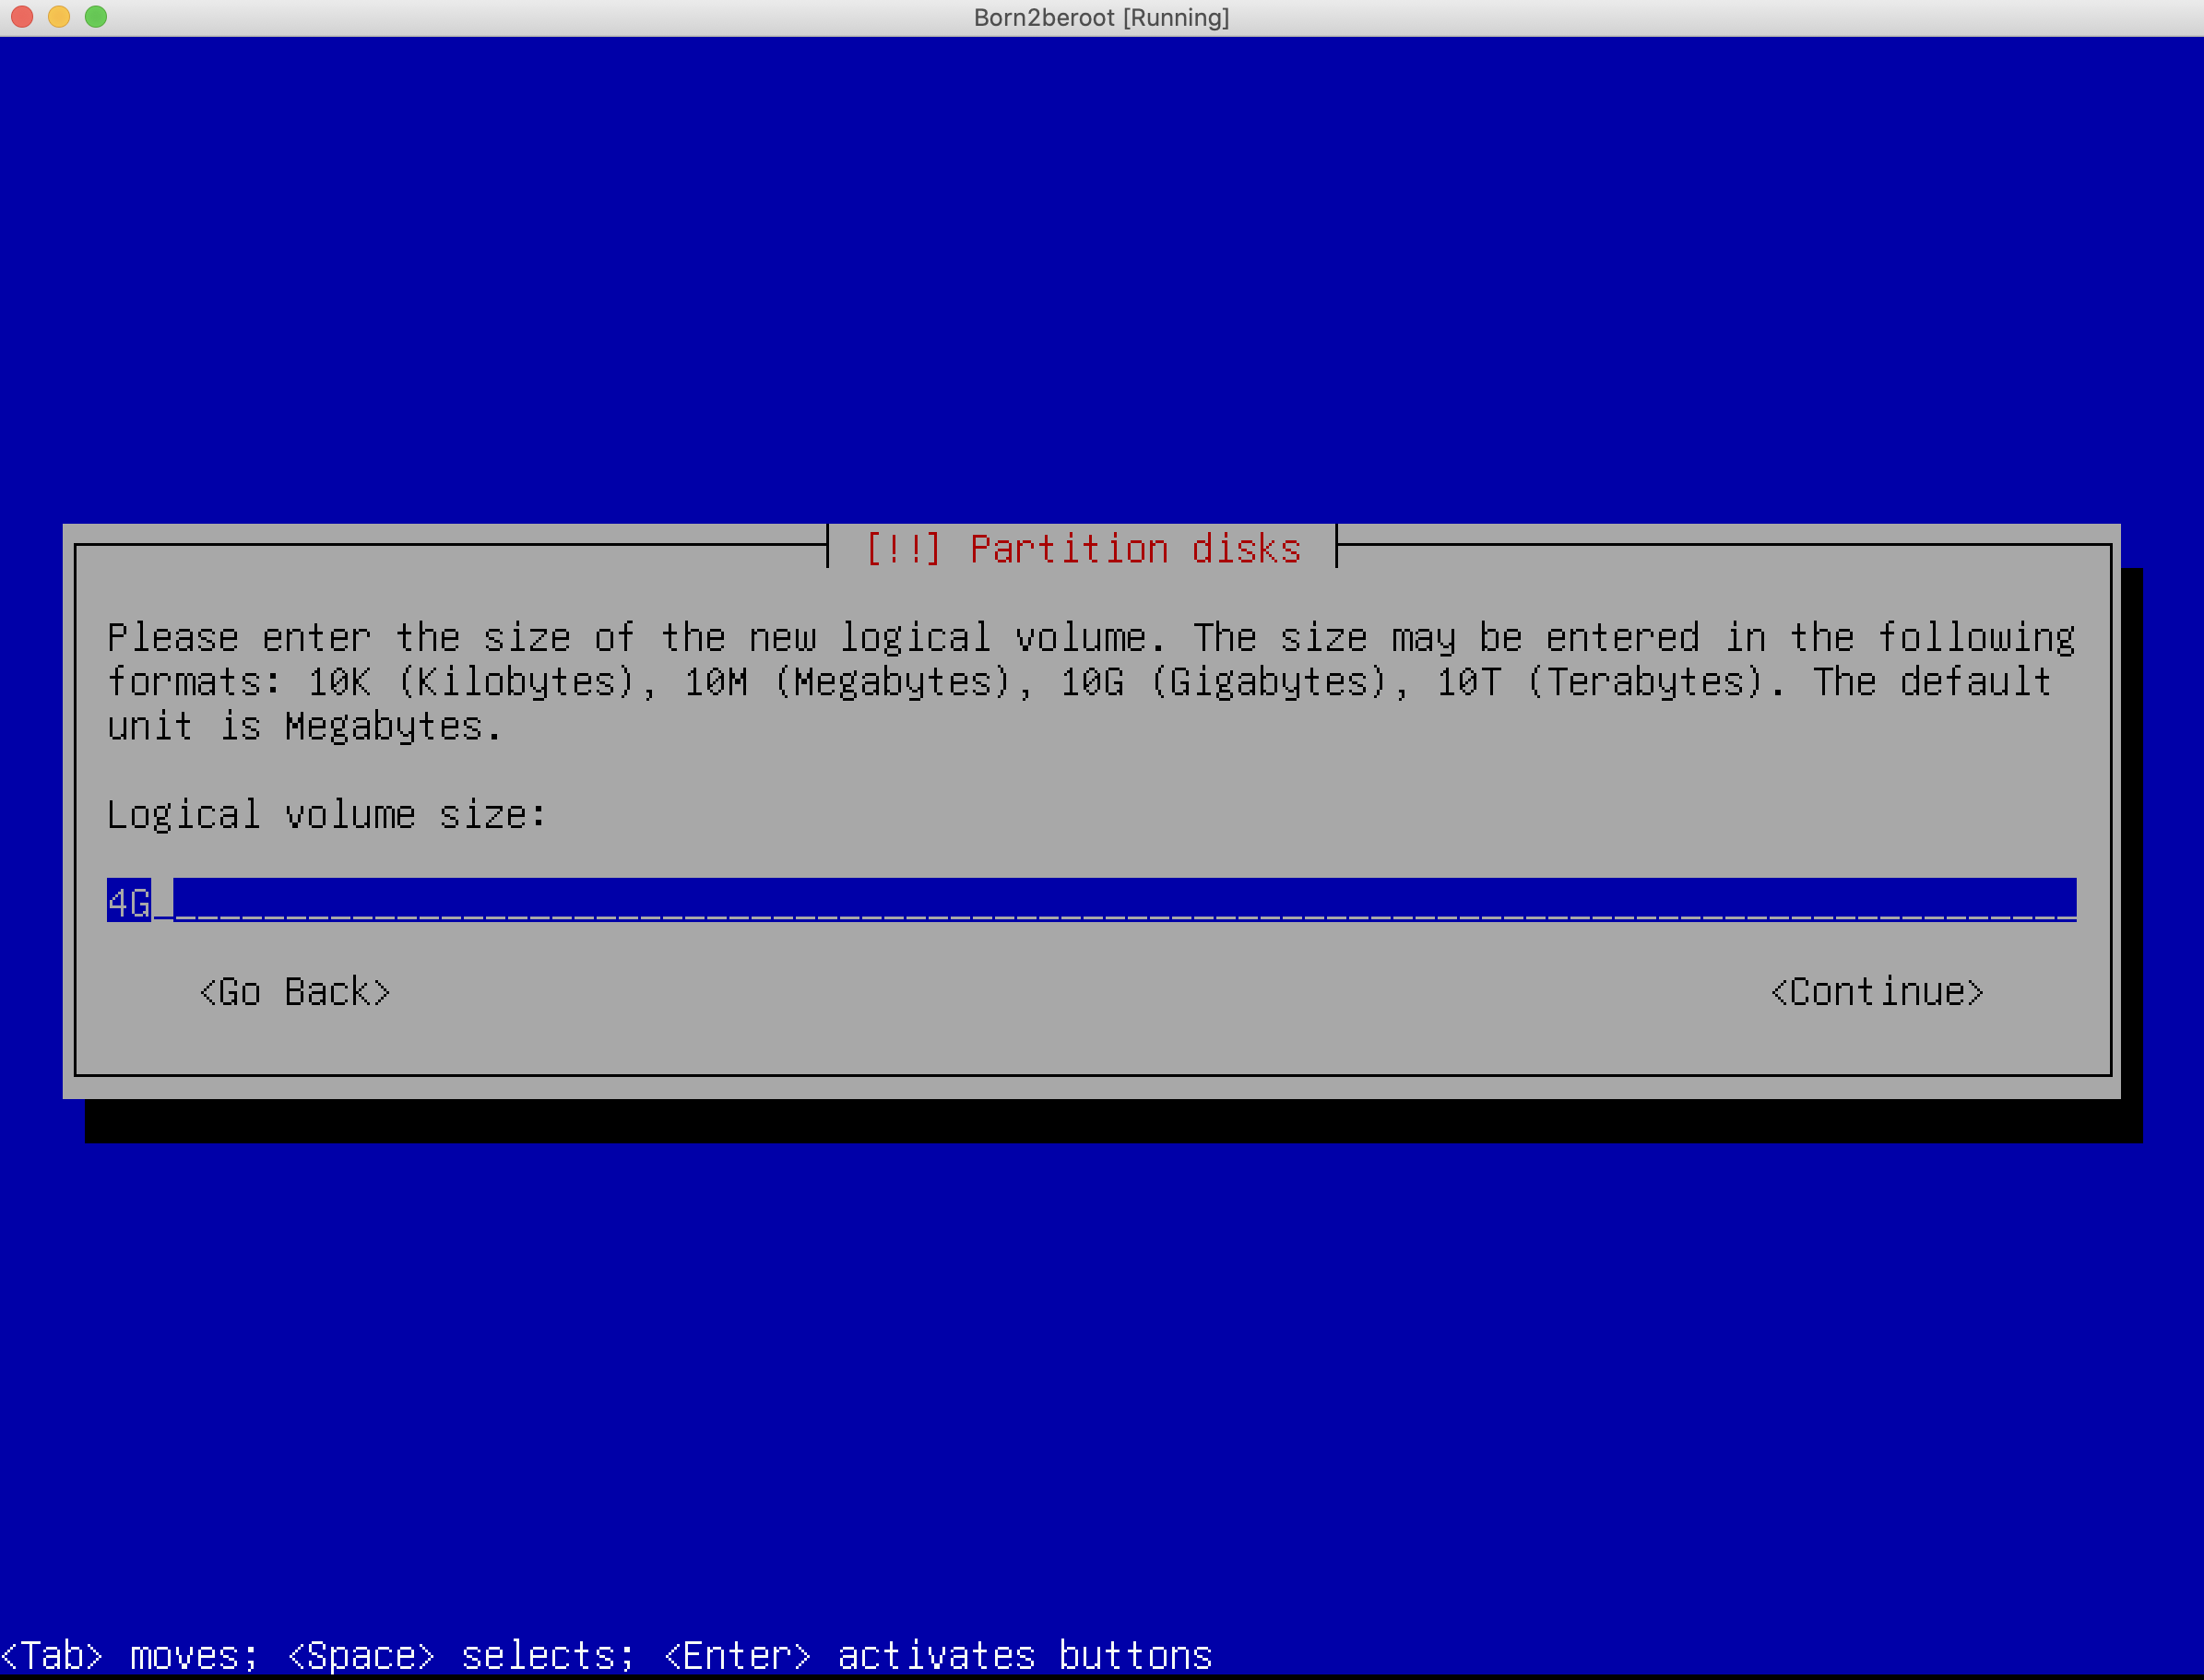 Born2beroot [Running]
[!!] Partition disks
Please enter the size of the new logical volume. The size may be entered in the following
formats: 10K (Kilobytes), 10M (Megabytes), 10G (Gigabytes), 10T (Terabytes). The default
unit is Megabytes.
Logical volume size:
4G
<Go Back> <Continue>
<Tab> moves; <Space> selects; <Enter> activates buttons